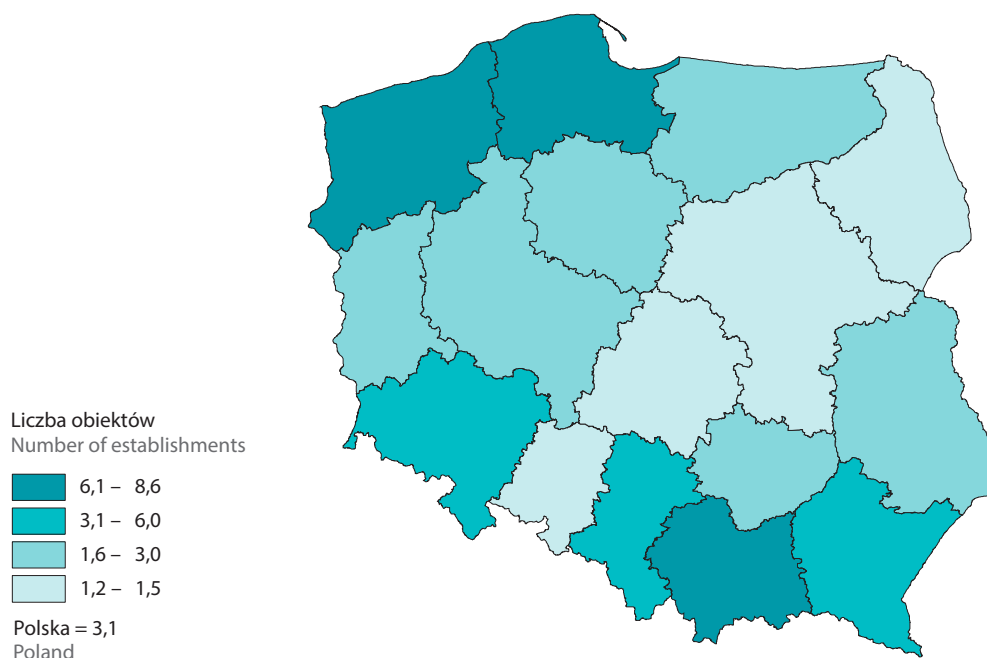 Liczba obiektów
Number of establishments
6,1 – 8,6
3,1 – 6,0
1,6 – 3,0
1,2 – 1,5
Polska = 3,1
Poland